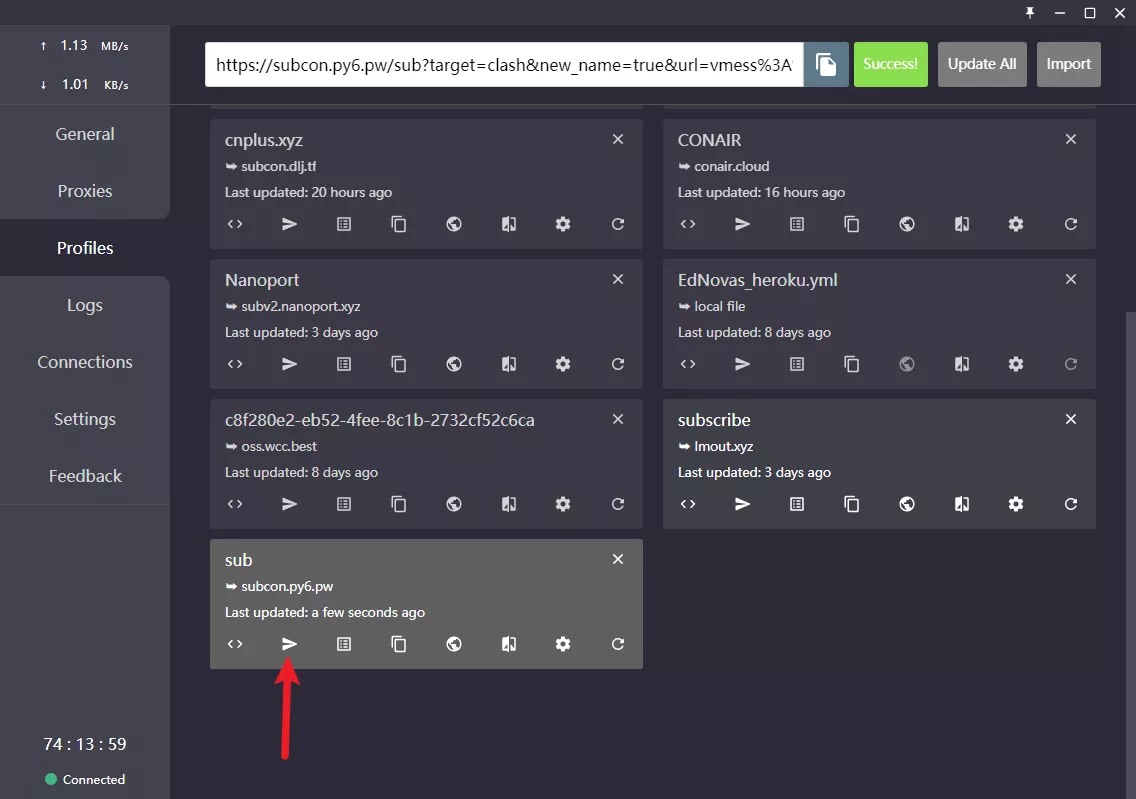 ↑ 1.13 MB/s
↓ 1.01 KB/s
General
Proxies
Profiles
Logs
Connections
Settings
Feedback
74 : 13 : 59
Connected
https://subcon.py6.pw/sub?target=clash&new_name=true&url=vmess%3A
Success!
Update All
Import
cnplus.xyz
subcon.dlj.tf
Last updated: 20 hours ago
CONAIR
conair.cloud
Last updated: 16 hours ago
Nanoport
subv2.nanoport.xyz
Last updated: 3 days ago
EdNovas_heroku.yml
local file
Last updated: 8 days ago
c8f280e2-eb52-4fee-8c1b-2732cf52c6ca
oss.wcc.best
Last updated: 8 days ago
subscribe
lmout.xyz
Last updated: 3 days ago
sub
subcon.py6.pw
Last updated: a few seconds ago